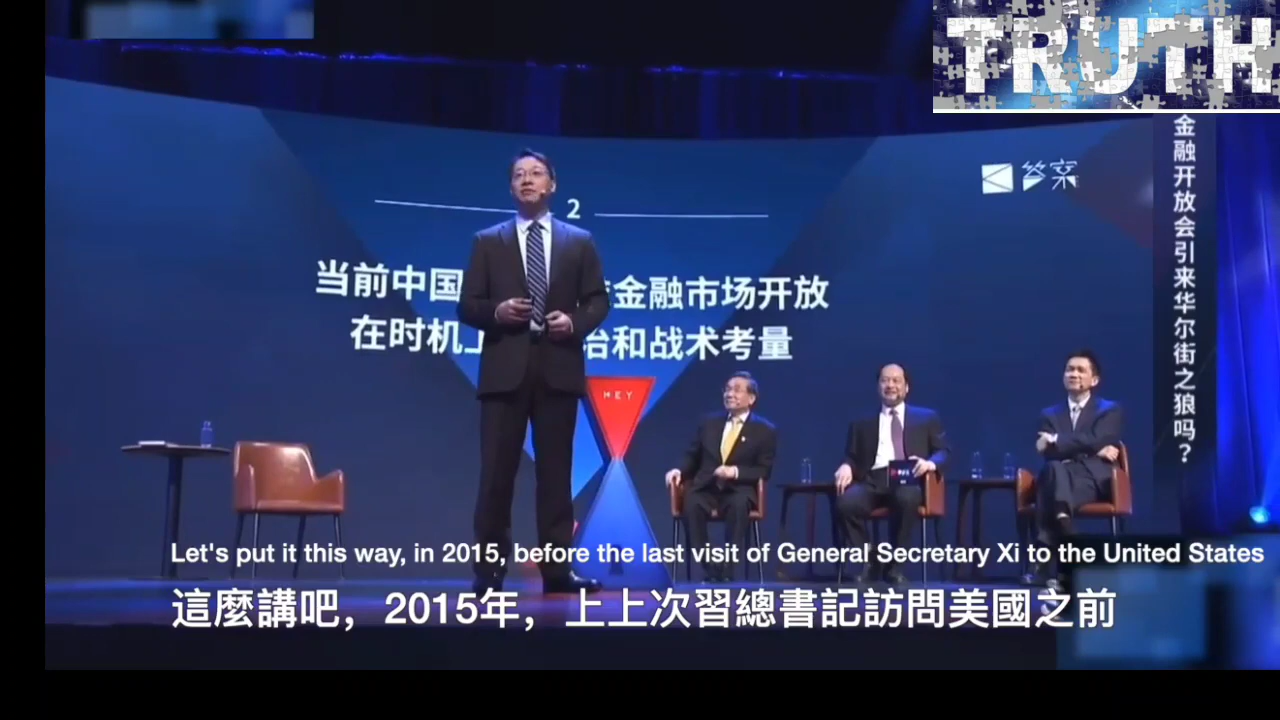 TRUTH
金融开放会引来华尔街之狼吗？
答案
2
当前中国 金融市场开放
在时机上 治和战术考量
HEY
Let's put it this way, in 2015, before the last visit of General Secretary Xi to the United States
這麼講吧，2015年，上上次習總書記訪問美國之前